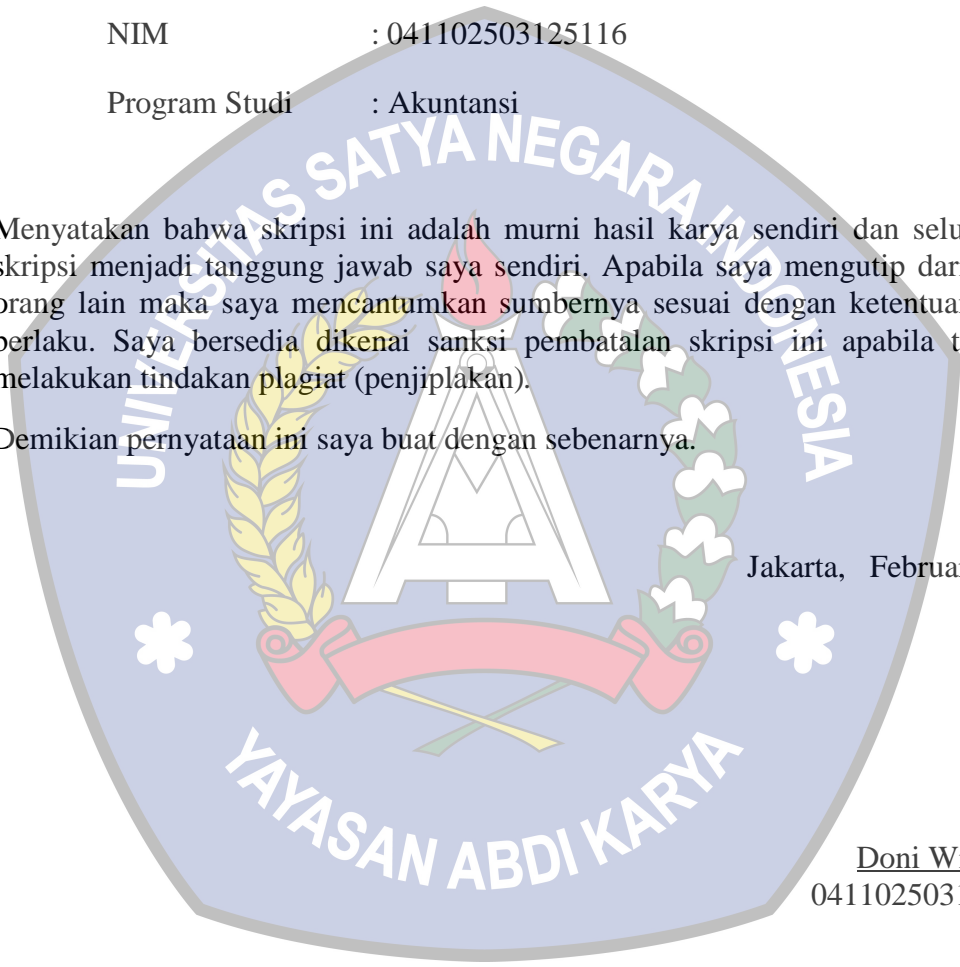 NIM : 041102503125116
Program Studi : Akuntansi
UNIVERSITAS SATYA NEGARA INDONESIA
Menyatakan bahwa skripsi ini adalah murni hasil karya sendiri dan selu
skripsi menjadi tanggung jawab saya sendiri. Apabila saya mengutip dari
orang lain maka saya mencantumkan sumbernya sesuai dengan ketentuan
berlaku. Saya bersedia dikenai sanksi pembatalan skripsi ini apabila t
melakukan tindakan plagiat (penjiplakan).
Demikian pernyataan ini saya buat dengan sebenarnya.
Jakarta, Februar
YAYASAN ABDI KARYA
Doni W
0411025031